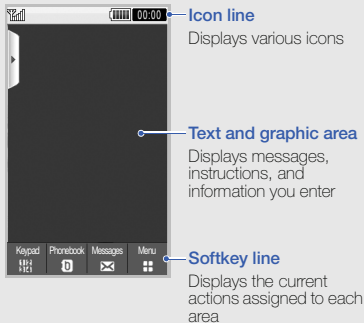 00:00
Icon line
Displays various icons
Text and graphic area
Displays messages,
instructions, and
information you enter
Keypad Phonebook Messages Menu
Softkey line
Displays the current
actions assigned to each
area